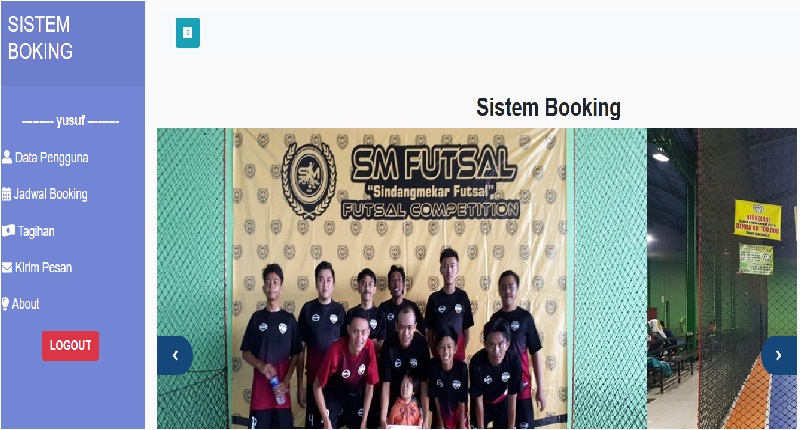 SISTEM
BOKING
---------- yusuf ----------
Data Pengguna
Jadwal Booking
Tagihan
Kirim Pesan
About
LOGOUT
Sistem Booking
SM FUTSAL
"Sindangmekar Futsal"
FUTSAL COMPETITION